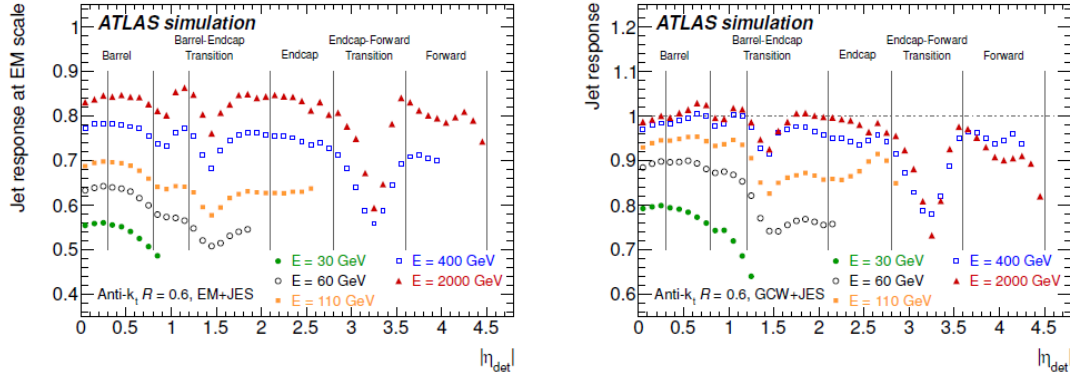 ATLAS simulation
Barrel
Barrel-Endcap
Transition
Endcap
Endcap-Forward
Transition
Forward
Jet response at EM scale
1
0.9
0.8
0.7
0.6
0.5
0.4
E = 30 GeV
E = 60 GeV
E = 110 GeV
E = 400 GeV
E = 2000 GeV
Anti-kt R = 0.6, EM+JES
0 0.5 1 1.5 2 2.5 3 3.5 4 4.5
|ηdet|
ATLAS simulation
Barrel
Barrel-Endcap
Transition
Endcap
Endcap-Forward
Transition
Forward
Jet response
1.2
1.1
1
0.9
0.8
0.7
0.6
E = 30 GeV
E = 60 GeV
E = 110 GeV
E = 400 GeV
E = 2000 GeV
Anti-kt R = 0.6, GCW+JES
0 0.5 1 1.5 2 2.5 3 3.5 4 4.5
|ηdet|